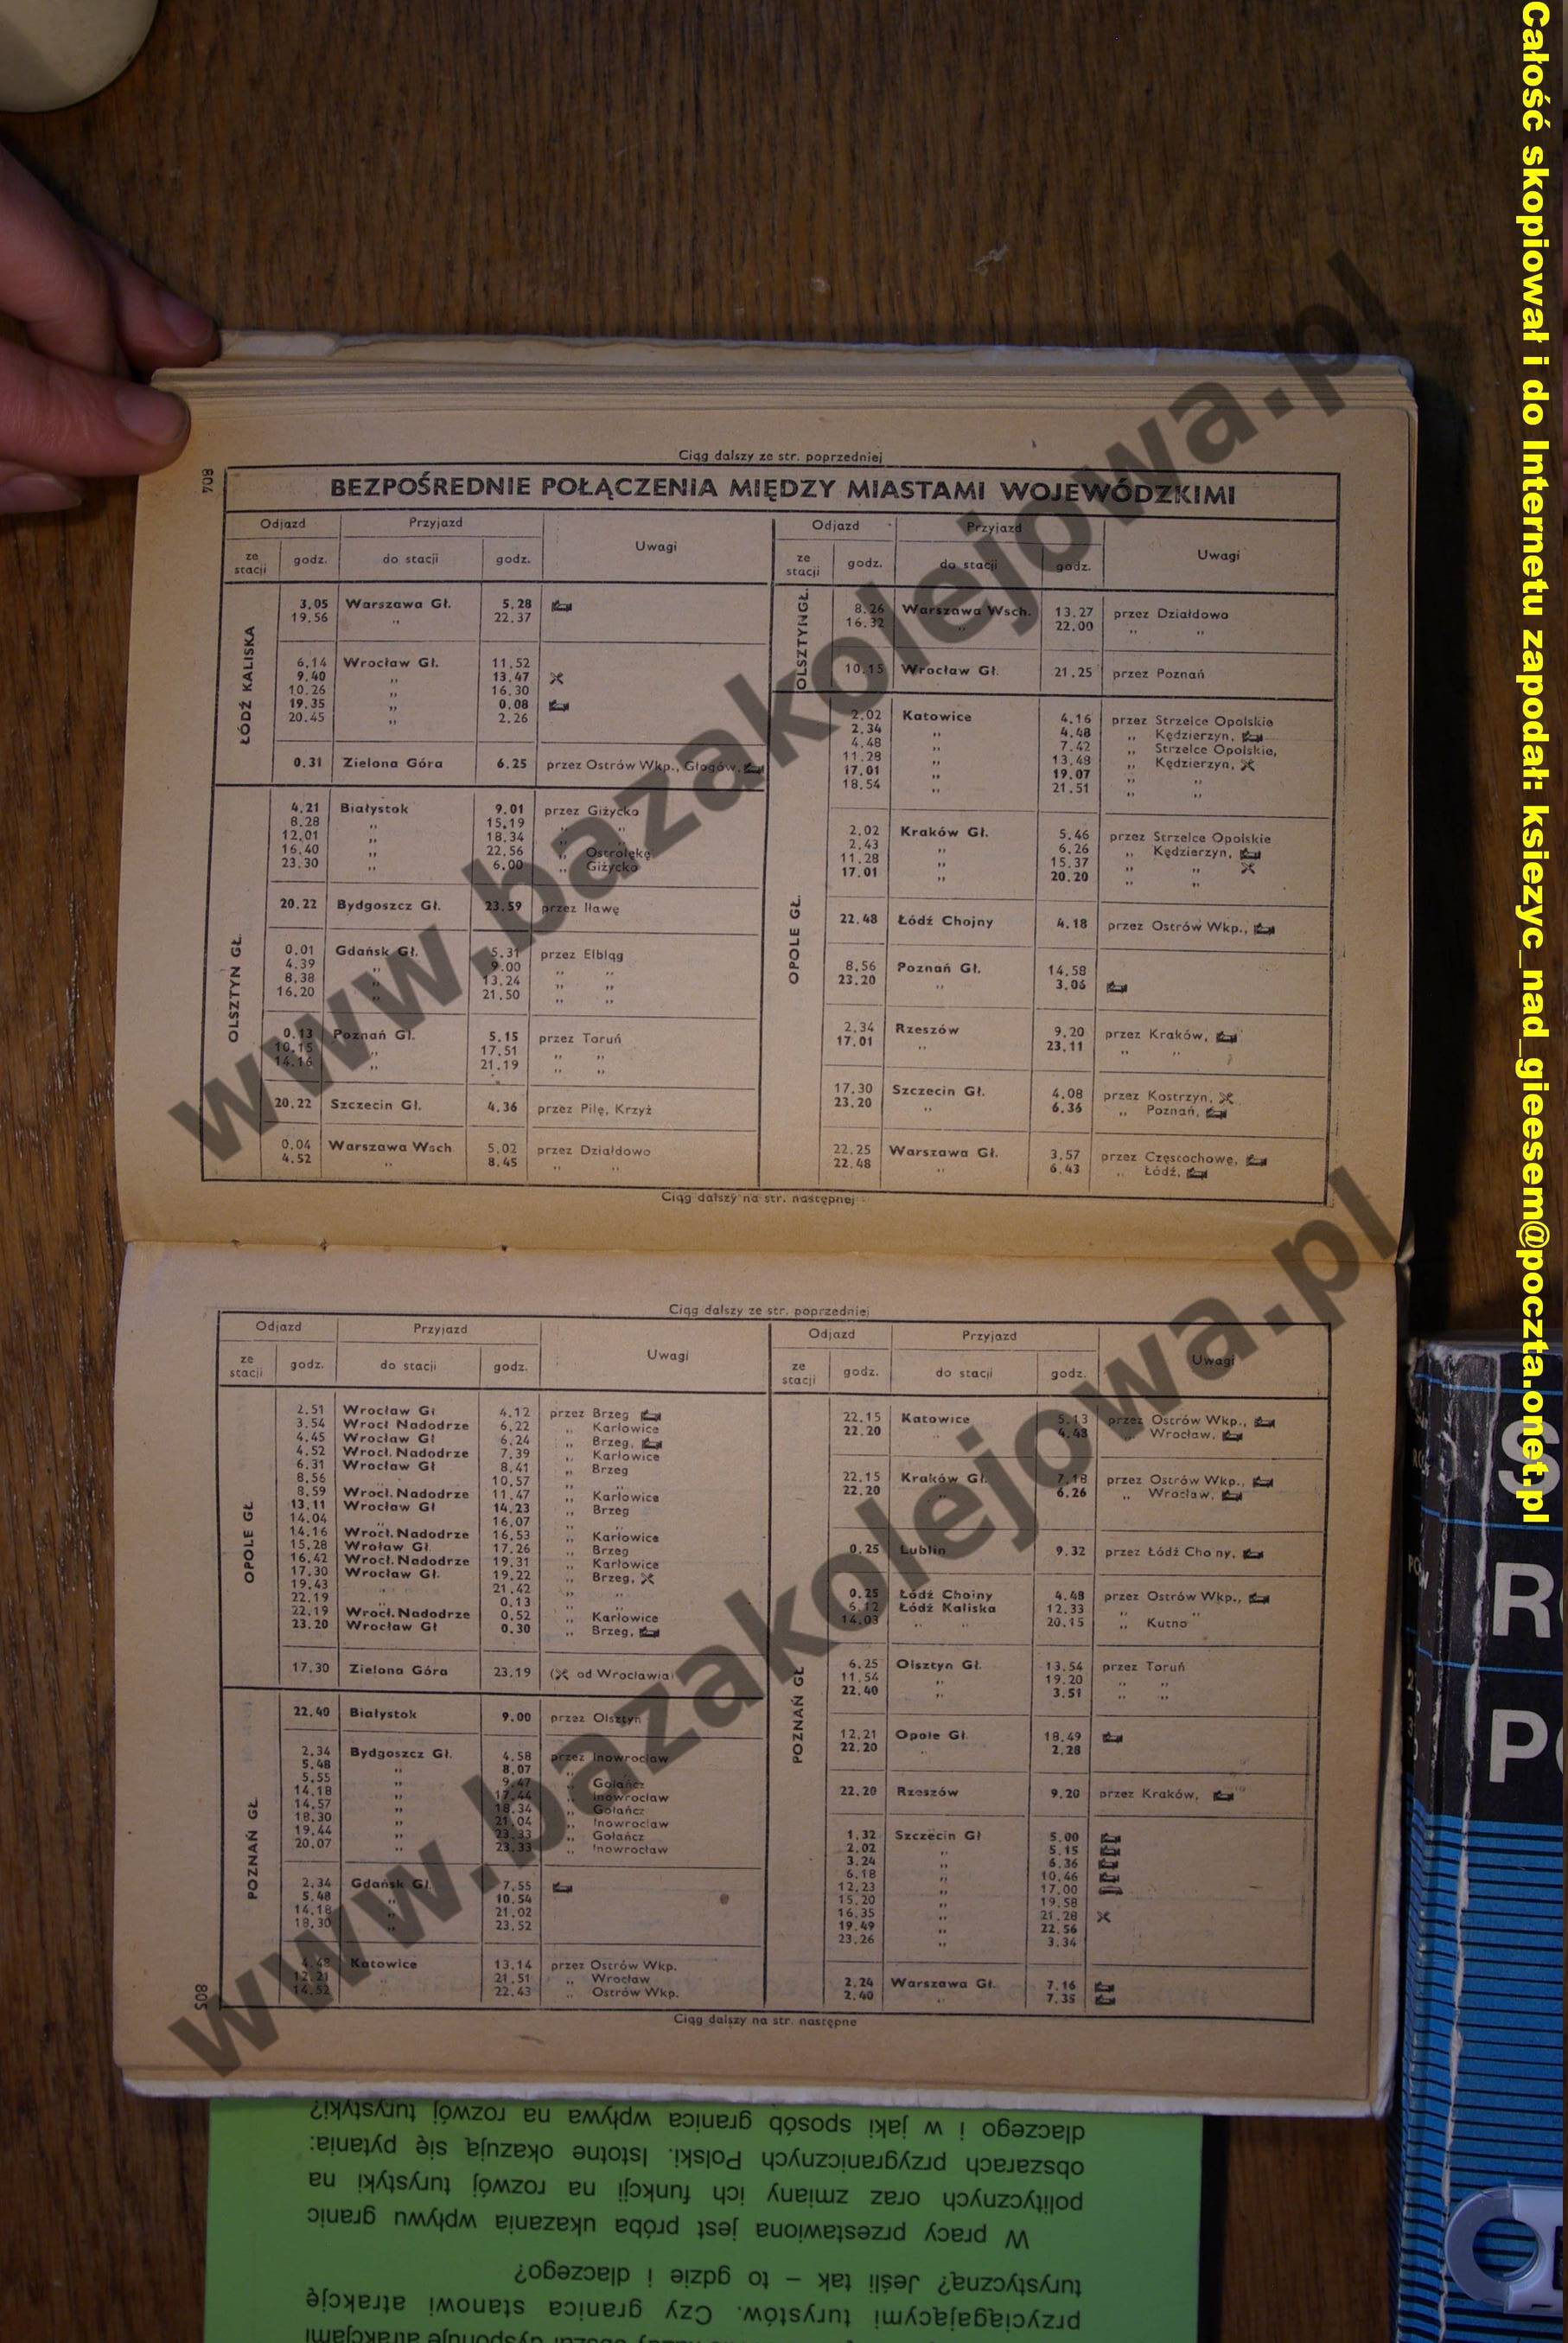 Całość skopiował i do Internetu zapodał: ksiezyc_nad_gieesem@poczta.onet.pl
www.bazakolejowa.pl
804
Ciąg dalszy ze str. poprzedniej
BEZPOŚREDNIE POŁĄCZENIA MIĘDZY MIASTAMI WOJEWÓDZKIMI
Odjazd Przyjazd Uwagi
ze stacji godz. do stacji godz.
ŁÓDŹ KALISKA
3.05 Warszawa Gł. 5.28
19.56 ,, 22.37
6.14 Wrocław Gł. 11.52
9.40 ,, 13.47
10.26 ,, 16.30
19.35 ,, 0.08
20.45 ,, 2.26
0.31 Zielona Góra 6.25 przez Ostrów Wkp., Głogów,
OLSZTYN GŁ.
4.21 Białystok 9.01 przez Giżycko
8.28 ,, 15.19 ,, ,,
12.01 ,, 18.34 ,, ,,
16.40 ,, 22.56 ,, Ostrołękę
23.30 ,, 6.00 ,, Giżycko
20.22 Bydgoszcz Gł. 23.59 przez Iławę
0.01 Gdańsk Gł. 5.31 przez Elbląg
4.39 ,, 9.00 ,, ,,
8.38 ,, 13.24 ,, ,,
16.20 ,, 21.50 ,, ,,
0.13 Poznań Gł. 5.15 przez Toruń
10.15 ,, 17.51 ,, ,,
14.16 ,, 21.19 ,, ,,
20.22 Szczecin Gł. 4.36 przez Piłę, Krzyż
0.04 Warszawa Wsch 5.02 przez Działdowo
4.52 ,, 8.45 ,, ,,
Odjazd Przyjazd Uwagi
ze stacji godz. do stacji godz.
OLSZTYN GŁ.
8.26 Warszawa Wsch. 13.27 przez Działdowo
16.32 ,, 22.00 ,, ,,
10.15 Wrocław Gł. 21.25 przez Poznań
OPOLE GŁ.
2.02 Katowice 4.16 przez Strzelce Opolskie
2.34 ,, 4.48 ,, Kędzierzyn,
4.48 ,, 7.42 ,, Strzelce Opolskie,
11.28 ,, 13.48 ,, Kędzierzyn,
17.01 ,, 19.07 ,, ,,
18.54 ,, 21.51 ,, ,,
2.02 Kraków Gł. 5.46 przez Strzelce Opolskie
2.43 ,, 6.26 ,, Kędzierzyn,
11.28 ,, 15.37 ,, ,,
17.01 ,, 20.20 ,, ,,
22.48 Łódź Chojny 4.18 przez Ostrów Wkp.,
8.56 Poznań Gł. 14.58
23.20 ,, 3.06
2.34 Rzeszów 9.20 przez Kraków,
17.01 ,, 23.11 ,, ,,
17.30 Szczecin Gł. 4.08 przez Kostrzyn,
23.20 ,, 6.36 ,, Poznań,
22.25 Warszawa Gł. 3.57 przez Częstochowę,
22.48 ,, 6.43 ,, Łódź,
Ciąg dalszy na str. następnej
Ciąg dalszy ze str. poprzedniej
Odjazd Przyjazd Uwagi
ze stacji godz. do stacji godz.
OPOLE GŁ
2.51 Wrocław Gł 4.12 przez Brzeg
3.54 Wrocł Nadodrze 6.22 ,, Karłowice
4.45 Wrocław Gł 6.24 ,, Brzeg,
4.52 Wrocł. Nadodrze 7.39 ,, Karłowice
6.31 Wrocław Gł 8.41 ,, Brzeg
8.56 10.57 ,, ,,
8.59 Wrocł. Nadodrze 11.47 ,, Karłowice
13.11 Wrocław Gł 14.23 ,, Brzeg
14.04 ,, 16.07 ,, ,,
14.16 Wrocł. Nadodrze 16.53 ,, Karłowice
15.28 Wroław Gł 17.26 ,, Brzeg
16.42 Wrocł. Nadodrze 19.31 ,, Karłowice
17.30 Wrocław Gł. 19.22 ,, Brzeg,
19.43 ,, 21.42 ,, ,,
22.19 ,, 0.13 ,, ,,
22.19 Wrocł. Nadodrze 0.52 ,, Karłowice
23.20 Wrocław Gł 0.30 ,, Brzeg,
17.30 Zielona Góra 23.19 ( od Wrocławia)
POZNAŃ GŁ
22.40 Białystok 9.00 przez Olsztyn
2.34 Bydgoszcz Gł. 4.58 przez Inowrocław
5.48 ,, 8.07 ,, ,,
5.55 ,, 9.47 ,, Gołańcz
14.18 ,, 17.44 ,, Inowrocław
14.57 ,, 18.34 ,, Gołańcz
18.30 ,, 21.04 ,, Inowrocław
19.44 ,, 23.33 ,, Gołańcz
20.07 ,, 23.33 ,, Inowrocław
2.34 Gdańsk Gł. 7.55
5.48 ,, 10.54
14.18 ,, 21.02
18.30 ,, 23.52
4.48 Katowice 13.14 przez Ostrów Wkp.
12.21 ,, 21.51 ,, Wrocław
14.52 ,, 22.43 ,, Ostrów Wkp.
Odjazd Przyjazd Uwagi
ze stacji godz. do stacji godz.
POZNAŃ GŁ
22.15 Katowice 5.13 przez Ostrów Wkp.,
22.20 ,, 4.48 Wrocław,
22.15 Kraków Gł. 7.18 przez Ostrów Wkp.,
22.20 ,, 6.26 ,, Wrocław,
0.25 Lublin 9.32 przez Łódź Cho ny,
0.25 Łódź Chojny 4.48 przez Ostrów Wkp.,
6.12 Łódź Kaliska 12.33 ,, ,,
14.03 ,, ,, 20.15 ,, Kutno
6.25 Olsztyn Gł. 13.54 przez Toruń
11.54 ,, 19.20 ,, ,,
22.40 ,, 3.51 ,, ,,
12.21 Opole Gł. 18.49
22.20 ,, 2.28
22.20 Rzeszów 9.20 przez Kraków,
1.32 Szczecin Gł 5.00
2.02 ,, 5.15
3.24 ,, 6.36
6.18 ,, 10.46
12.23 ,, 17.00
15.20 ,, 19.58
16.35 ,, 21.28
19.49 ,, 22.56
23.26 ,, 3.34
2.24 Warszawa Gł. 7.16
2.40 ,, 7.35
805
Ciąg dalszy na str. następne
www.bazakolejowa.pl
R
P
przyciągającymi turystów. Czy granica stanowi atrakcję
turystyczną? Jeśli tak – to gdzie i dlaczego?
W pracy przestawiona jest próba ukazania wpływu granic
politycznych oraz zmiany ich funkcji na rozwój turystyki na
obszarach przygranicznych Polski. Istotne okazują się pytania:
dlaczego i w jaki sposób granica wpływa na rozwój turystyki?